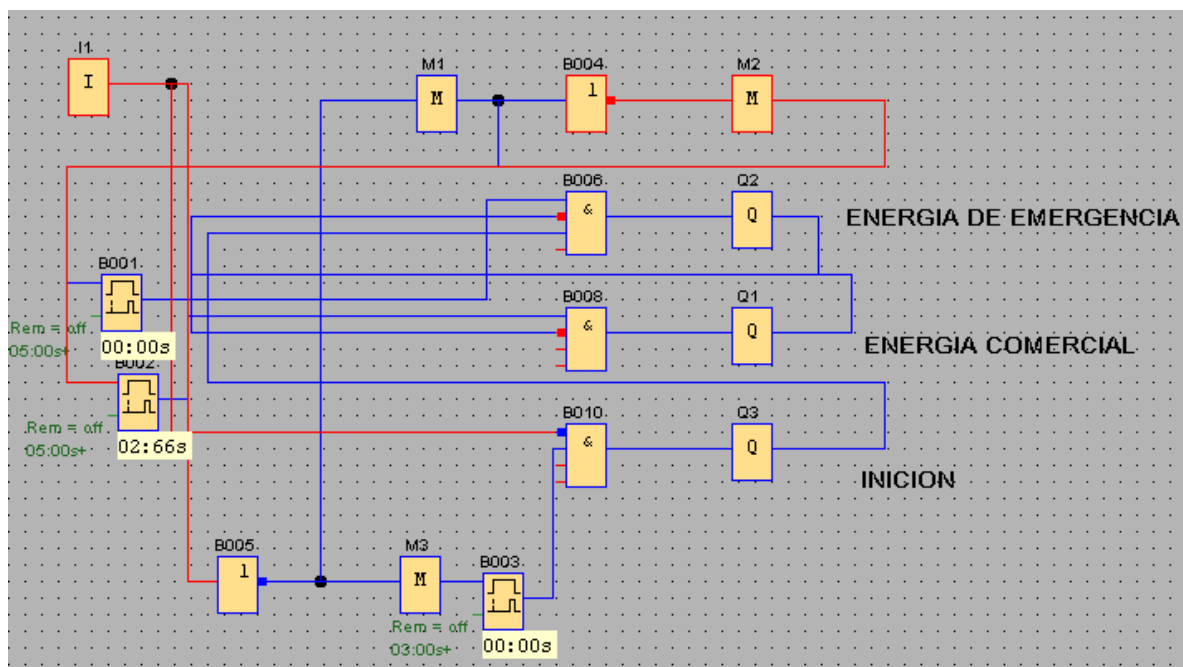 I1
I
M1
M
B004
1
M2
M
B006
&
Q2
Q
ENERGIA DE EMERGENCIA
B001
Rem = off
05:00s+
00:00s
B008
&
Q1
Q
ENERGIA COMERCIAL
B002
Rem = off
05:00s+
02:66s
B010
&
Q3
Q
INICION
B005
1
M3
M
B003
Rem = off
03:00s+
00:00s